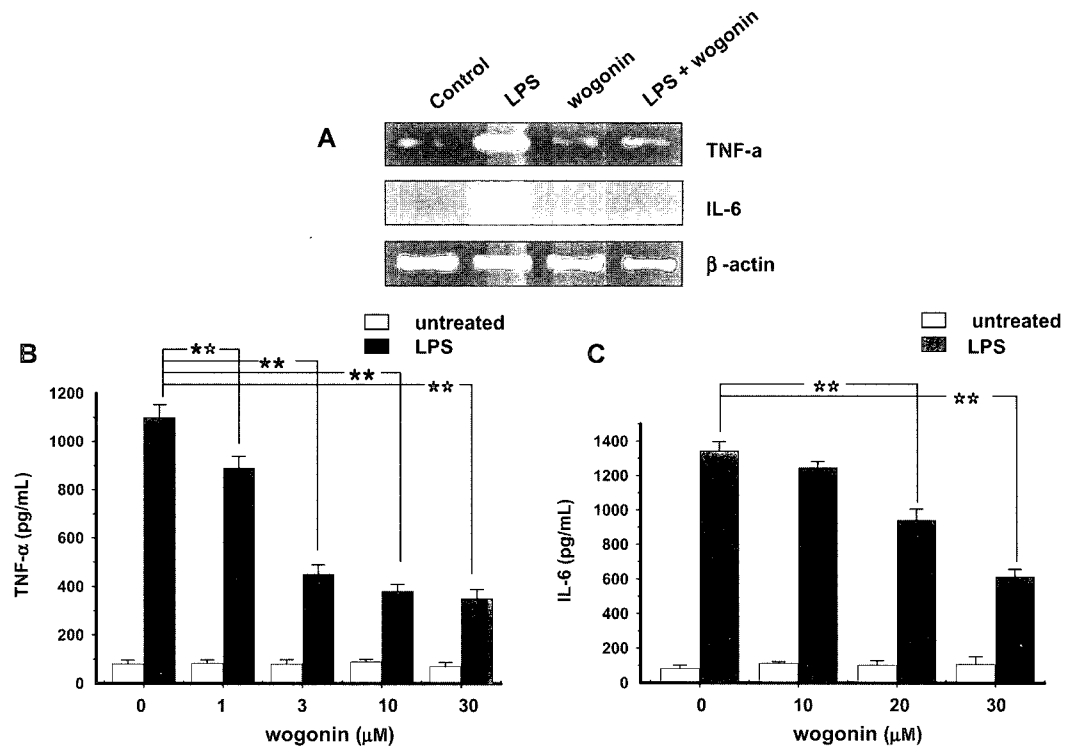 Control LPS wogonin LPS + wogonin
A
TNF-a
IL-6
β -actin
B
untreated
LPS
*☆
**
**
☆☆
TNF-α (pg/mL)
1200
1000
800
600
400
200
0
0 1 3 10 30
wogonin (μM)
C
untreated
LPS
☆☆
☆☆
IL-6 (pg/mL)
1400
1200
1000
800
600
400
200
0
0 10 20 30
wogonin (μM)